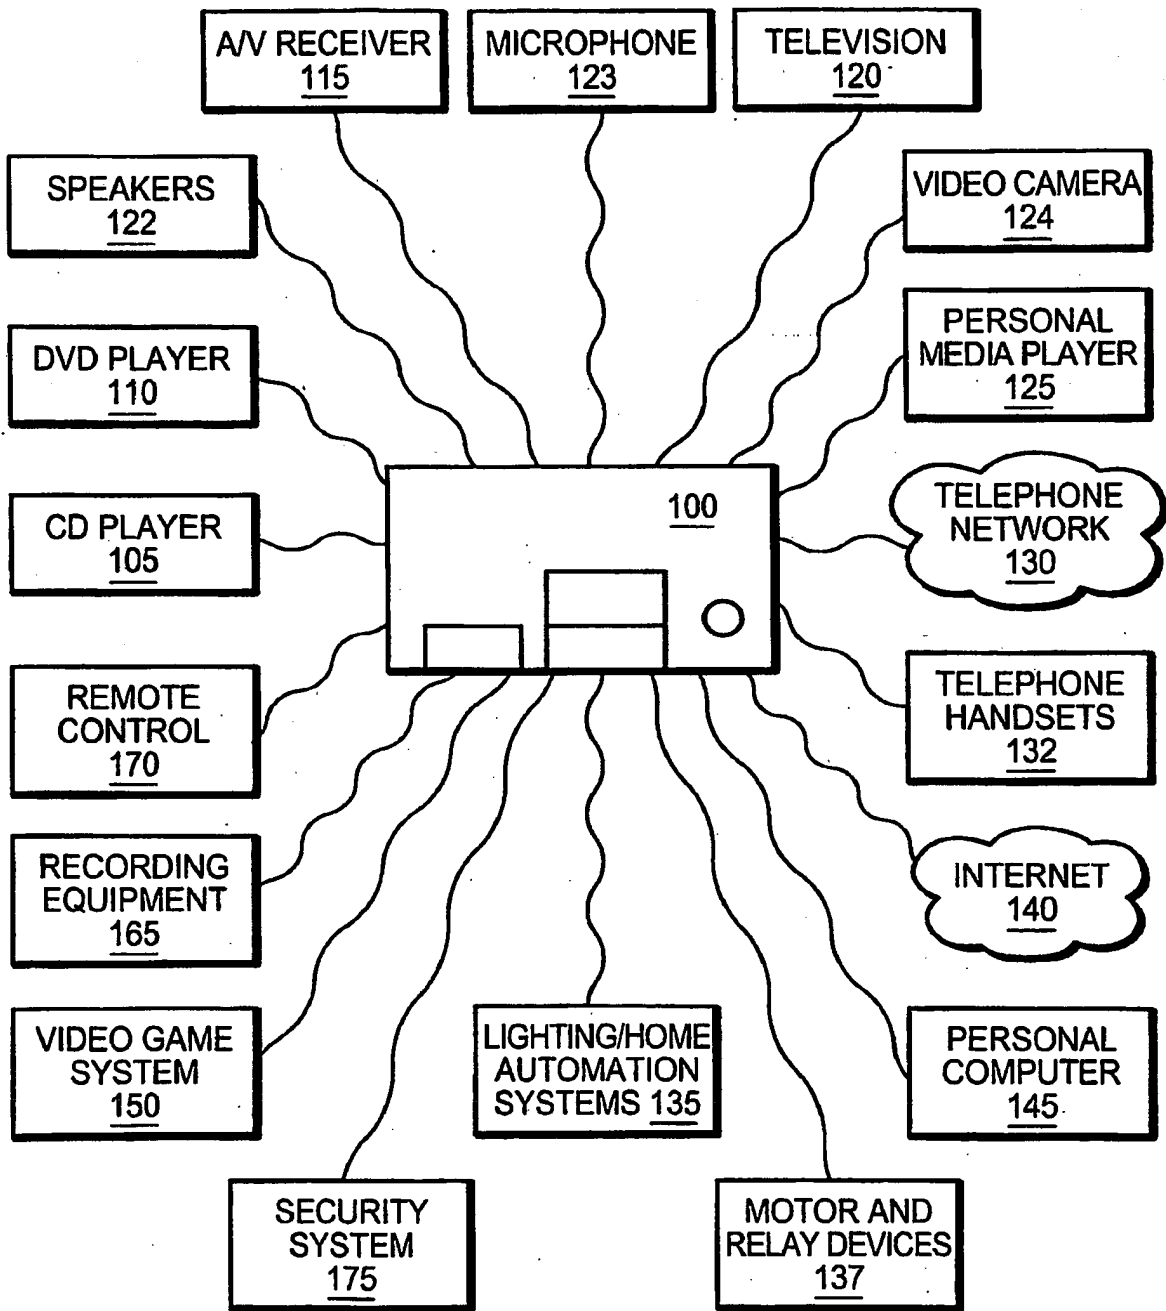 A/V RECEIVER
115
MICROPHONE
123
TELEVISION
120
SPEAKERS
122
VIDEO CAMERA
124
DVD PLAYER
110
PERSONAL
MEDIA PLAYER
125
100
TELEPHONE
NETWORK
130
CD PLAYER
105
REMOTE
CONTROL
170
TELEPHONE
HANDSETS
132
RECORDING
EQUIPMENT
165
INTERNET
140
VIDEO GAME
SYSTEM
150
LIGHTING/HOME
AUTOMATION
SYSTEMS 135
PERSONAL
COMPUTER
145
SECURITY
SYSTEM
175
MOTOR AND
RELAY DEVICES
137